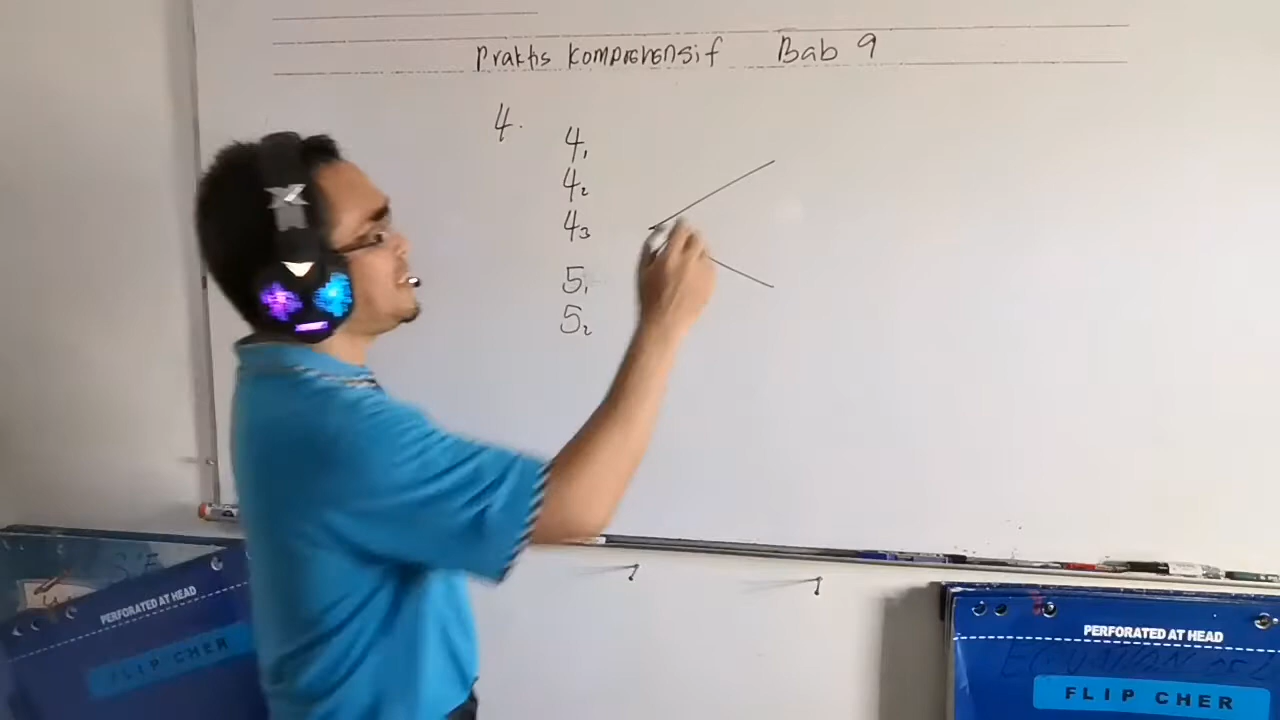 Praktis Komprehensif Bab 9
4.
4₁
4₂
4₃
5₁
5₂
PERFORATED AT HEAD
FLIP CHER
PERFORATED AT HEAD
FLIP CHER